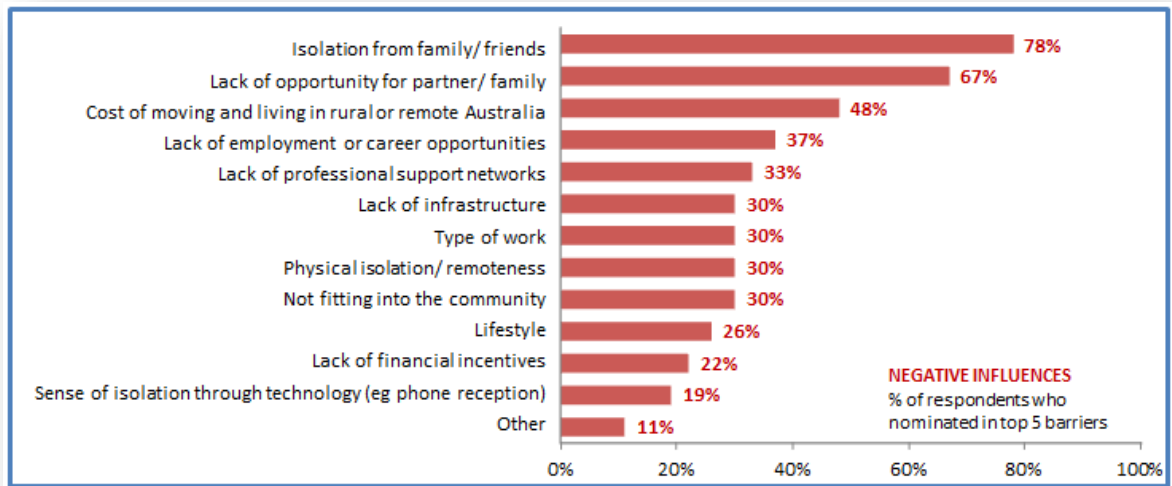 Isolation from family/ friends 78%
Lack of opportunity for partner/ family 67%
Cost of moving and living in rural or remote Australia 48%
Lack of employment or career opportunities 37%
Lack of professional support networks 33%
Lack of infrastructure 30%
Type of work 30%
Physical isolation/ remoteness 30%
Not fitting into the community 30%
Lifestyle 26%
Lack of financial incentives 22%
Sense of isolation through technology (eg phone reception) 19%
Other 11%
NEGATIVE INFLUENCES
% of respondents who
nominated in top 5 barriers
0% 20% 40% 60% 80% 100%